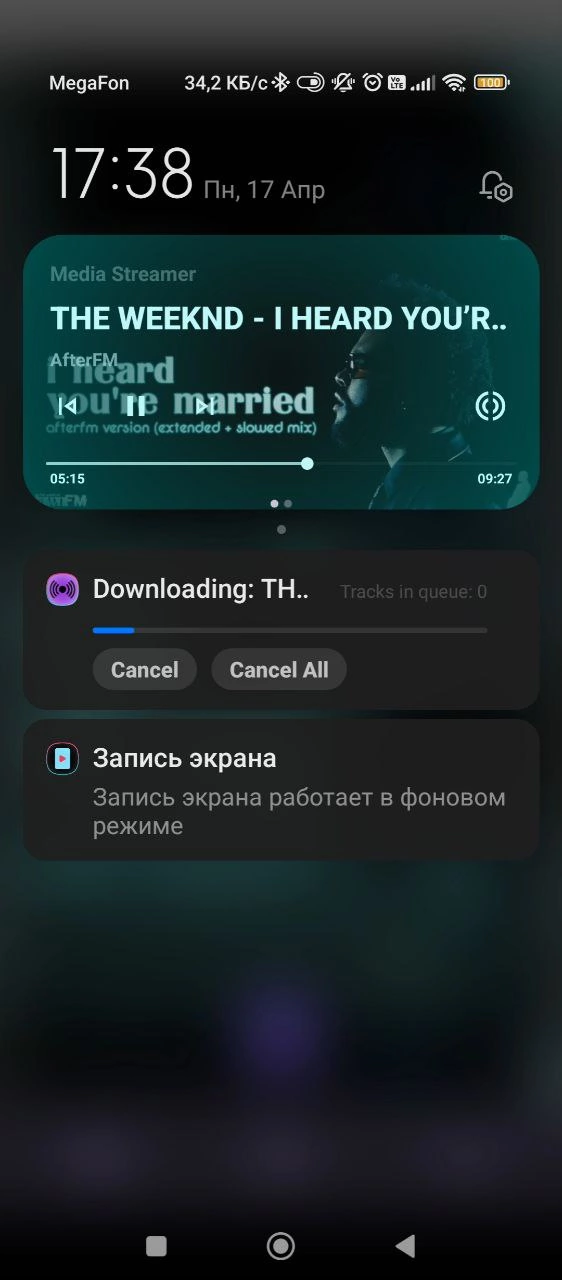 MegaFon 34,2 КБ/с Vo LTE 100
17:38 Пн, 17 Апр
Media Streamer
THE WEEKND - I HEARD YOU’R..
AfterFM
i heard
you're married
afterfm version (extended + slowed mix)
05:15 09:27
Downloading: TH.. Tracks in queue: 0
Cancel Cancel All
Запись экрана
Запись экрана работает в фоновом
режиме